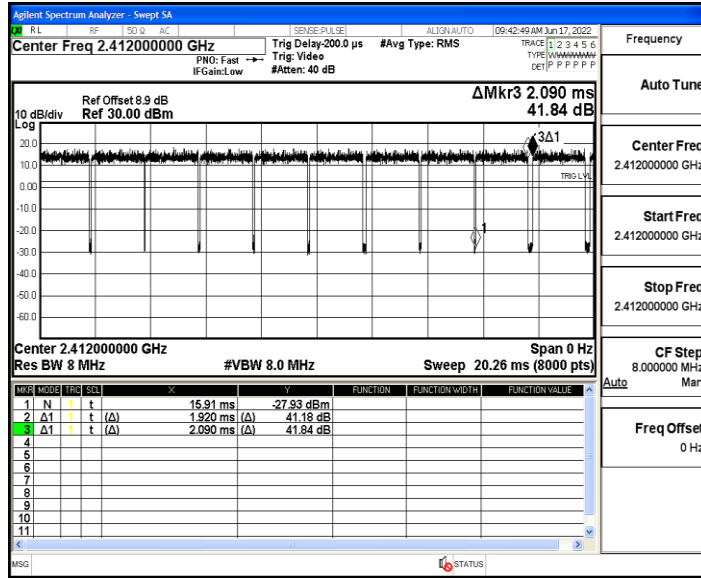 Agilent Spectrum Analyzer - Swept SA
RL RF 50 Ω AC SENSE:PULSE ALIGN AUTO 09:42:49 AM Jun 17, 2022
Center Freq 2.412000000 GHz
PNO: Fast
IFGain:Low
Trig Delay-200.0 µs
Trig: Video
#Atten: 40 dB
#Avg Type: RMS
TRACE 1 2 3 4 5 6
TYPE
DET P P P P P P
10 dB/div
Log
Ref Offset 8.9 dB
Ref 30.00 dBm
ΔMkr3 2.090 ms
41.84 dB
20.0
10.0
0.00
-10.0
-20.0
-30.0
-40.0
-50.0
-60.0
3Δ1
TRIG LVL
1
Center 2.412000000 GHz
Span 0 Hz
Res BW 8 MHz
#VBW 8.0 MHz
Sweep 20.26 ms (8000 pts)
MKR MODE TRC SCL X Y FUNCTION FUNCTION WIDTH FUNCTION VALUE
1 N 1 t 15.91 ms -27.93 dBm
2 Δ1 1 t (Δ) 1.920 ms (Δ) 41.18 dB
3 Δ1 1 t (Δ) 2.090 ms (Δ) 41.84 dB
4
5
6
7
8
9
10
11
MSG
STATUS
Frequency
Auto Tune
Center Freq
2.412000000 GHz
Start Freq
2.412000000 GHz
Stop Freq
2.412000000 GHz
CF Step
8.000000 MHz
Auto Man
Freq Offset
0 Hz